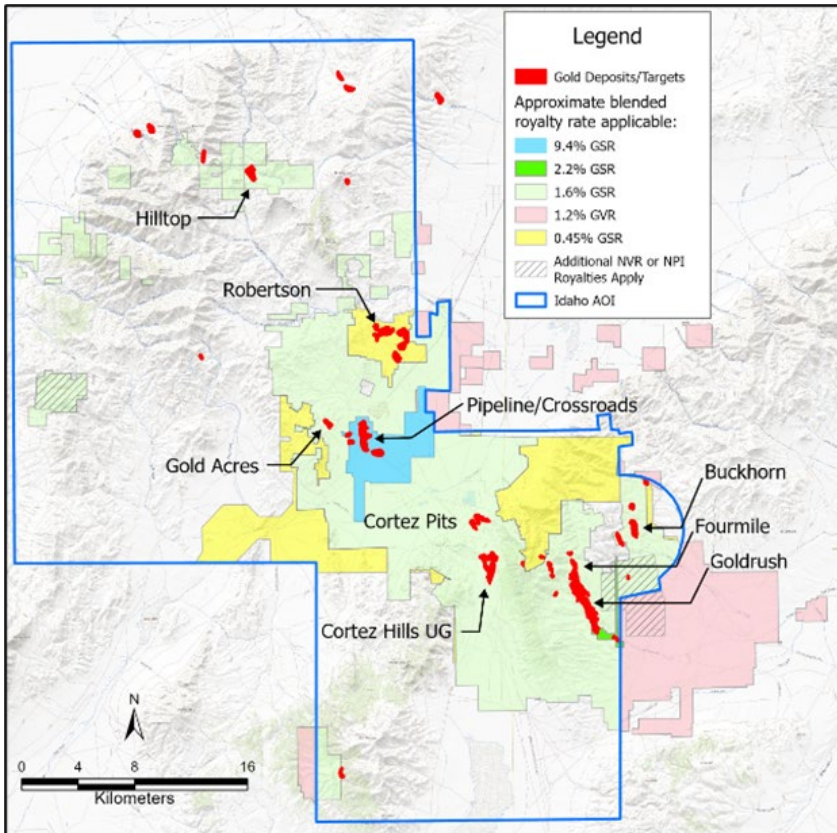 Legend
Gold Deposits/Targets
Approximate blended
royalty rate applicable:
9.4% GSR
2.2% GSR
1.6% GSR
1.2% GVR
0.45% GSR
Additional NVR or NPI
Royalties Apply
Idaho AOI
Hilltop
Robertson
Pipeline/Crossroads
Gold Acres
Buckhorn
Cortez Pits
Fourmile
Goldrush
Cortez Hills UG
N
0 4 8 16
Kilometers